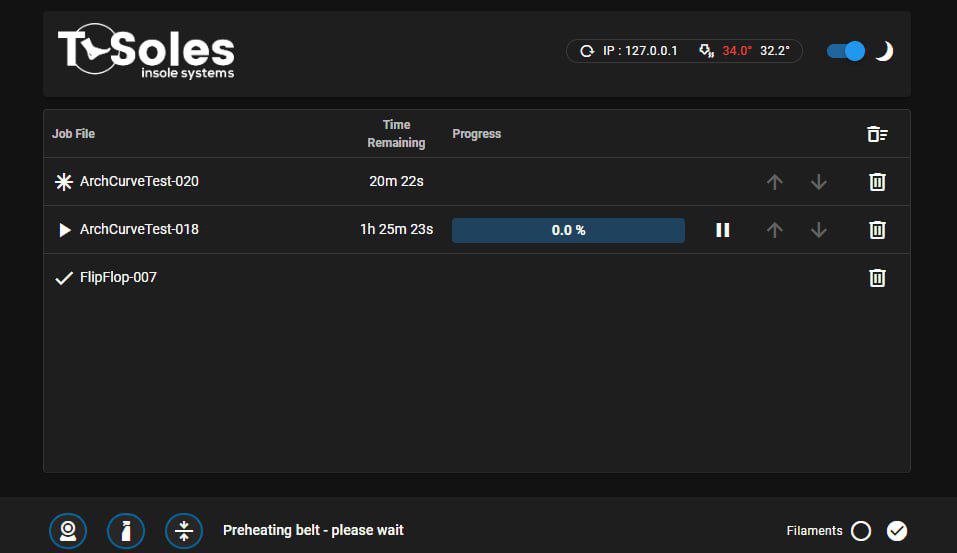 T Soles
insole systems
IP : 127.0.0.1 34.0° 32.2°
Job File Time Remaining Progress
ArchCurveTest-020 20m 22s
ArchCurveTest-018 1h 25m 23s 0.0 %
FlipFlop-007
Preheating belt - please wait Filaments